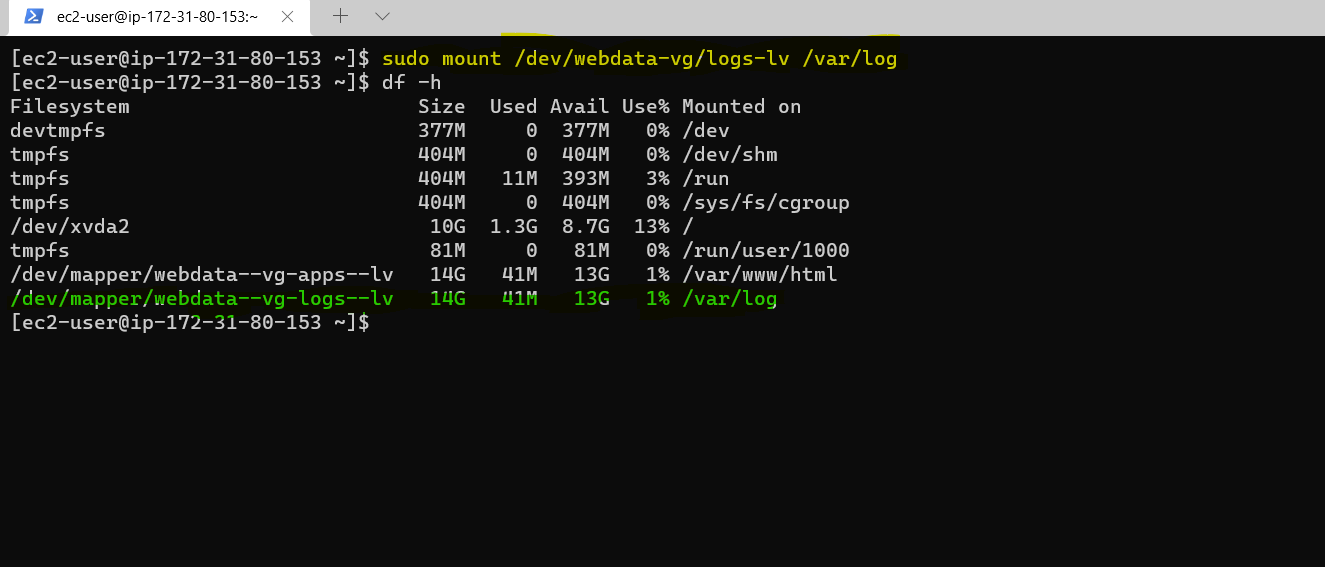 ec2-user@ip-172-31-80-153:~
[ec2-user@ip-172-31-80-153 ~]$ sudo mount /dev/webdata-vg/logs-lv /var/log
[ec2-user@ip-172-31-80-153 ~]$ df -h
Filesystem                        Size  Used Avail Use% Mounted on
devtmpfs                          377M     0  377M   0% /dev
tmpfs                             404M     0  404M   0% /dev/shm
tmpfs                             404M   11M  393M   3% /run
tmpfs                             404M     0  404M   0% /sys/fs/cgroup
/dev/xvda2                         10G  1.3G  8.7G  13% /
tmpfs                              81M     0   81M   0% /run/user/1000
/dev/mapper/webdata--vg-apps--lv   14G   41M   13G   1% /var/www/html
/dev/mapper/webdata--vg-logs--lv   14G   41M   13G   1% /var/log
[ec2-user@ip-172-31-80-153 ~]$